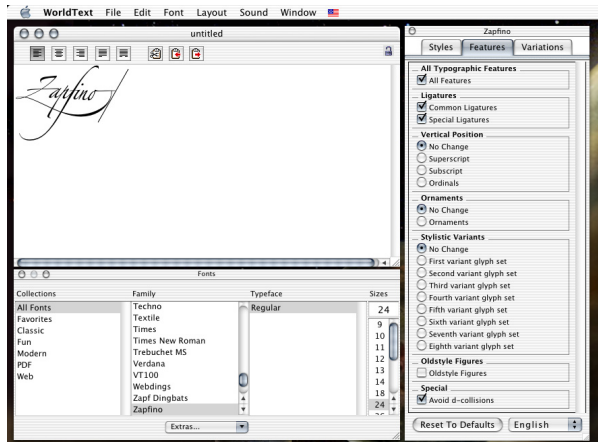 WorldText File Edit Font Layout Sound Window
untitled
Zapfino
Fonts
Collections Family Typeface Sizes
All Fonts
Favorites
Classic
Fun
Modern
PDF
Web
Techno
Textile
Times
Times New Roman
Trebuchet MS
Verdana
VT100
Webdings
Zapf Dingbats
Zapfino
Regular
24
9
10
11
12
13
14
18
24
Extras...
Zapfino
Styles Features Variations
All Typographic Features
All Features
Ligatures
Common Ligatures
Special Ligatures
Vertical Position
No Change
Superscript
Subscript
Ordinals
Ornaments
No Change
Ornaments
Stylistic Variants
No Change
First variant glyph set
Second variant glyph set
Third variant glyph set
Fourth variant glyph set
Fifth variant glyph set
Sixth variant glyph set
Seventh variant glyph set
Eighth variant glyph set
Oldstyle Figures
Oldstyle Figures
Special
Avoid d-collisions
Reset To Defaults English